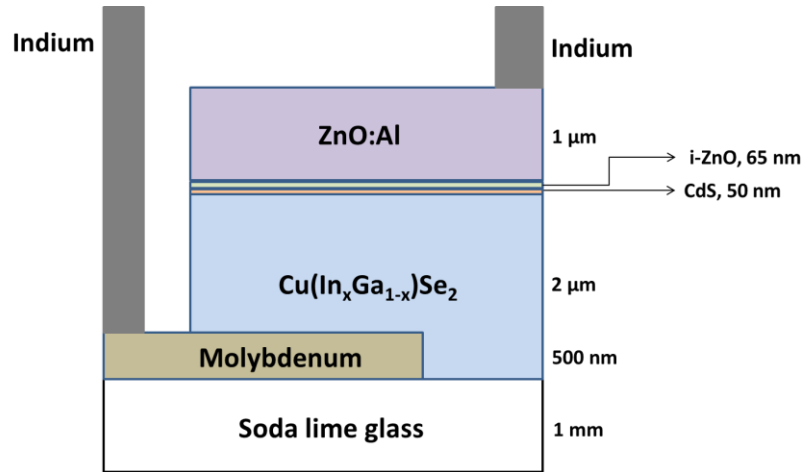 Indium
Indium
ZnO:Al
1 µm
i-ZnO, 65 nm
CdS, 50 nm
Cu(InₓGa₁₋ₓ)Se₂
2 µm
Molybdenum
500 nm
Soda lime glass
1 mm